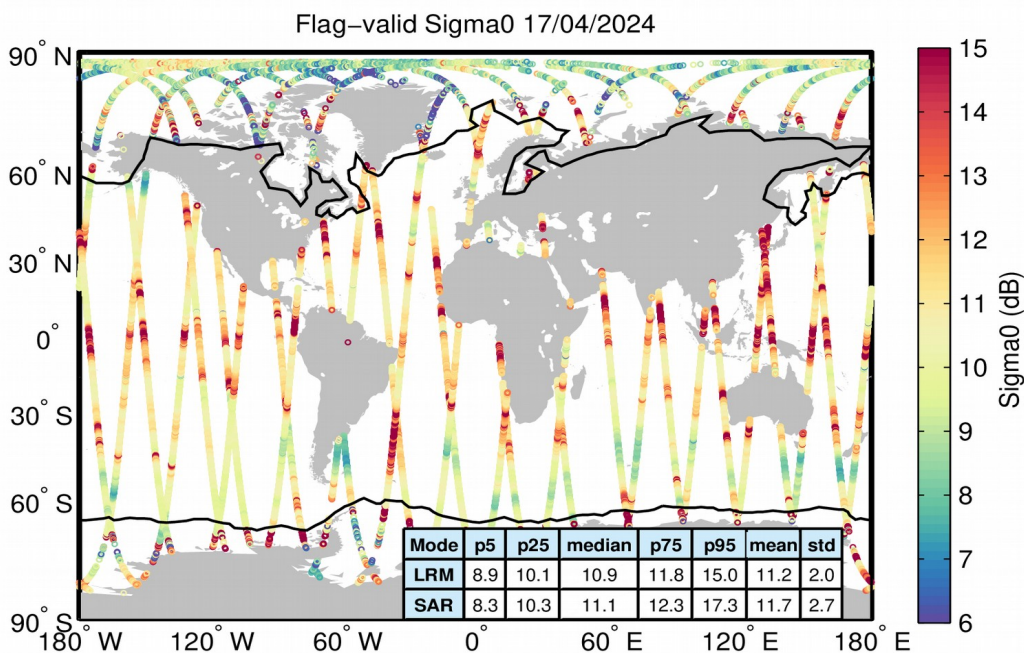 Flag−valid Sigma0 17/04/2024
90° N
60° N
30° N
0°
30° S
60° S
90° S
180° W
120° W
60° W
0°
60° E
120° E
180° E
15
14
13
12
11
10
9
8
7
6
Sigma0 (dB)
Mode p5 p25 median p75 p95 mean std
LRM 8.9 10.1 10.9 11.8 15.0 11.2 2.0
SAR 8.3 10.3 11.1 12.3 17.3 11.7 2.7